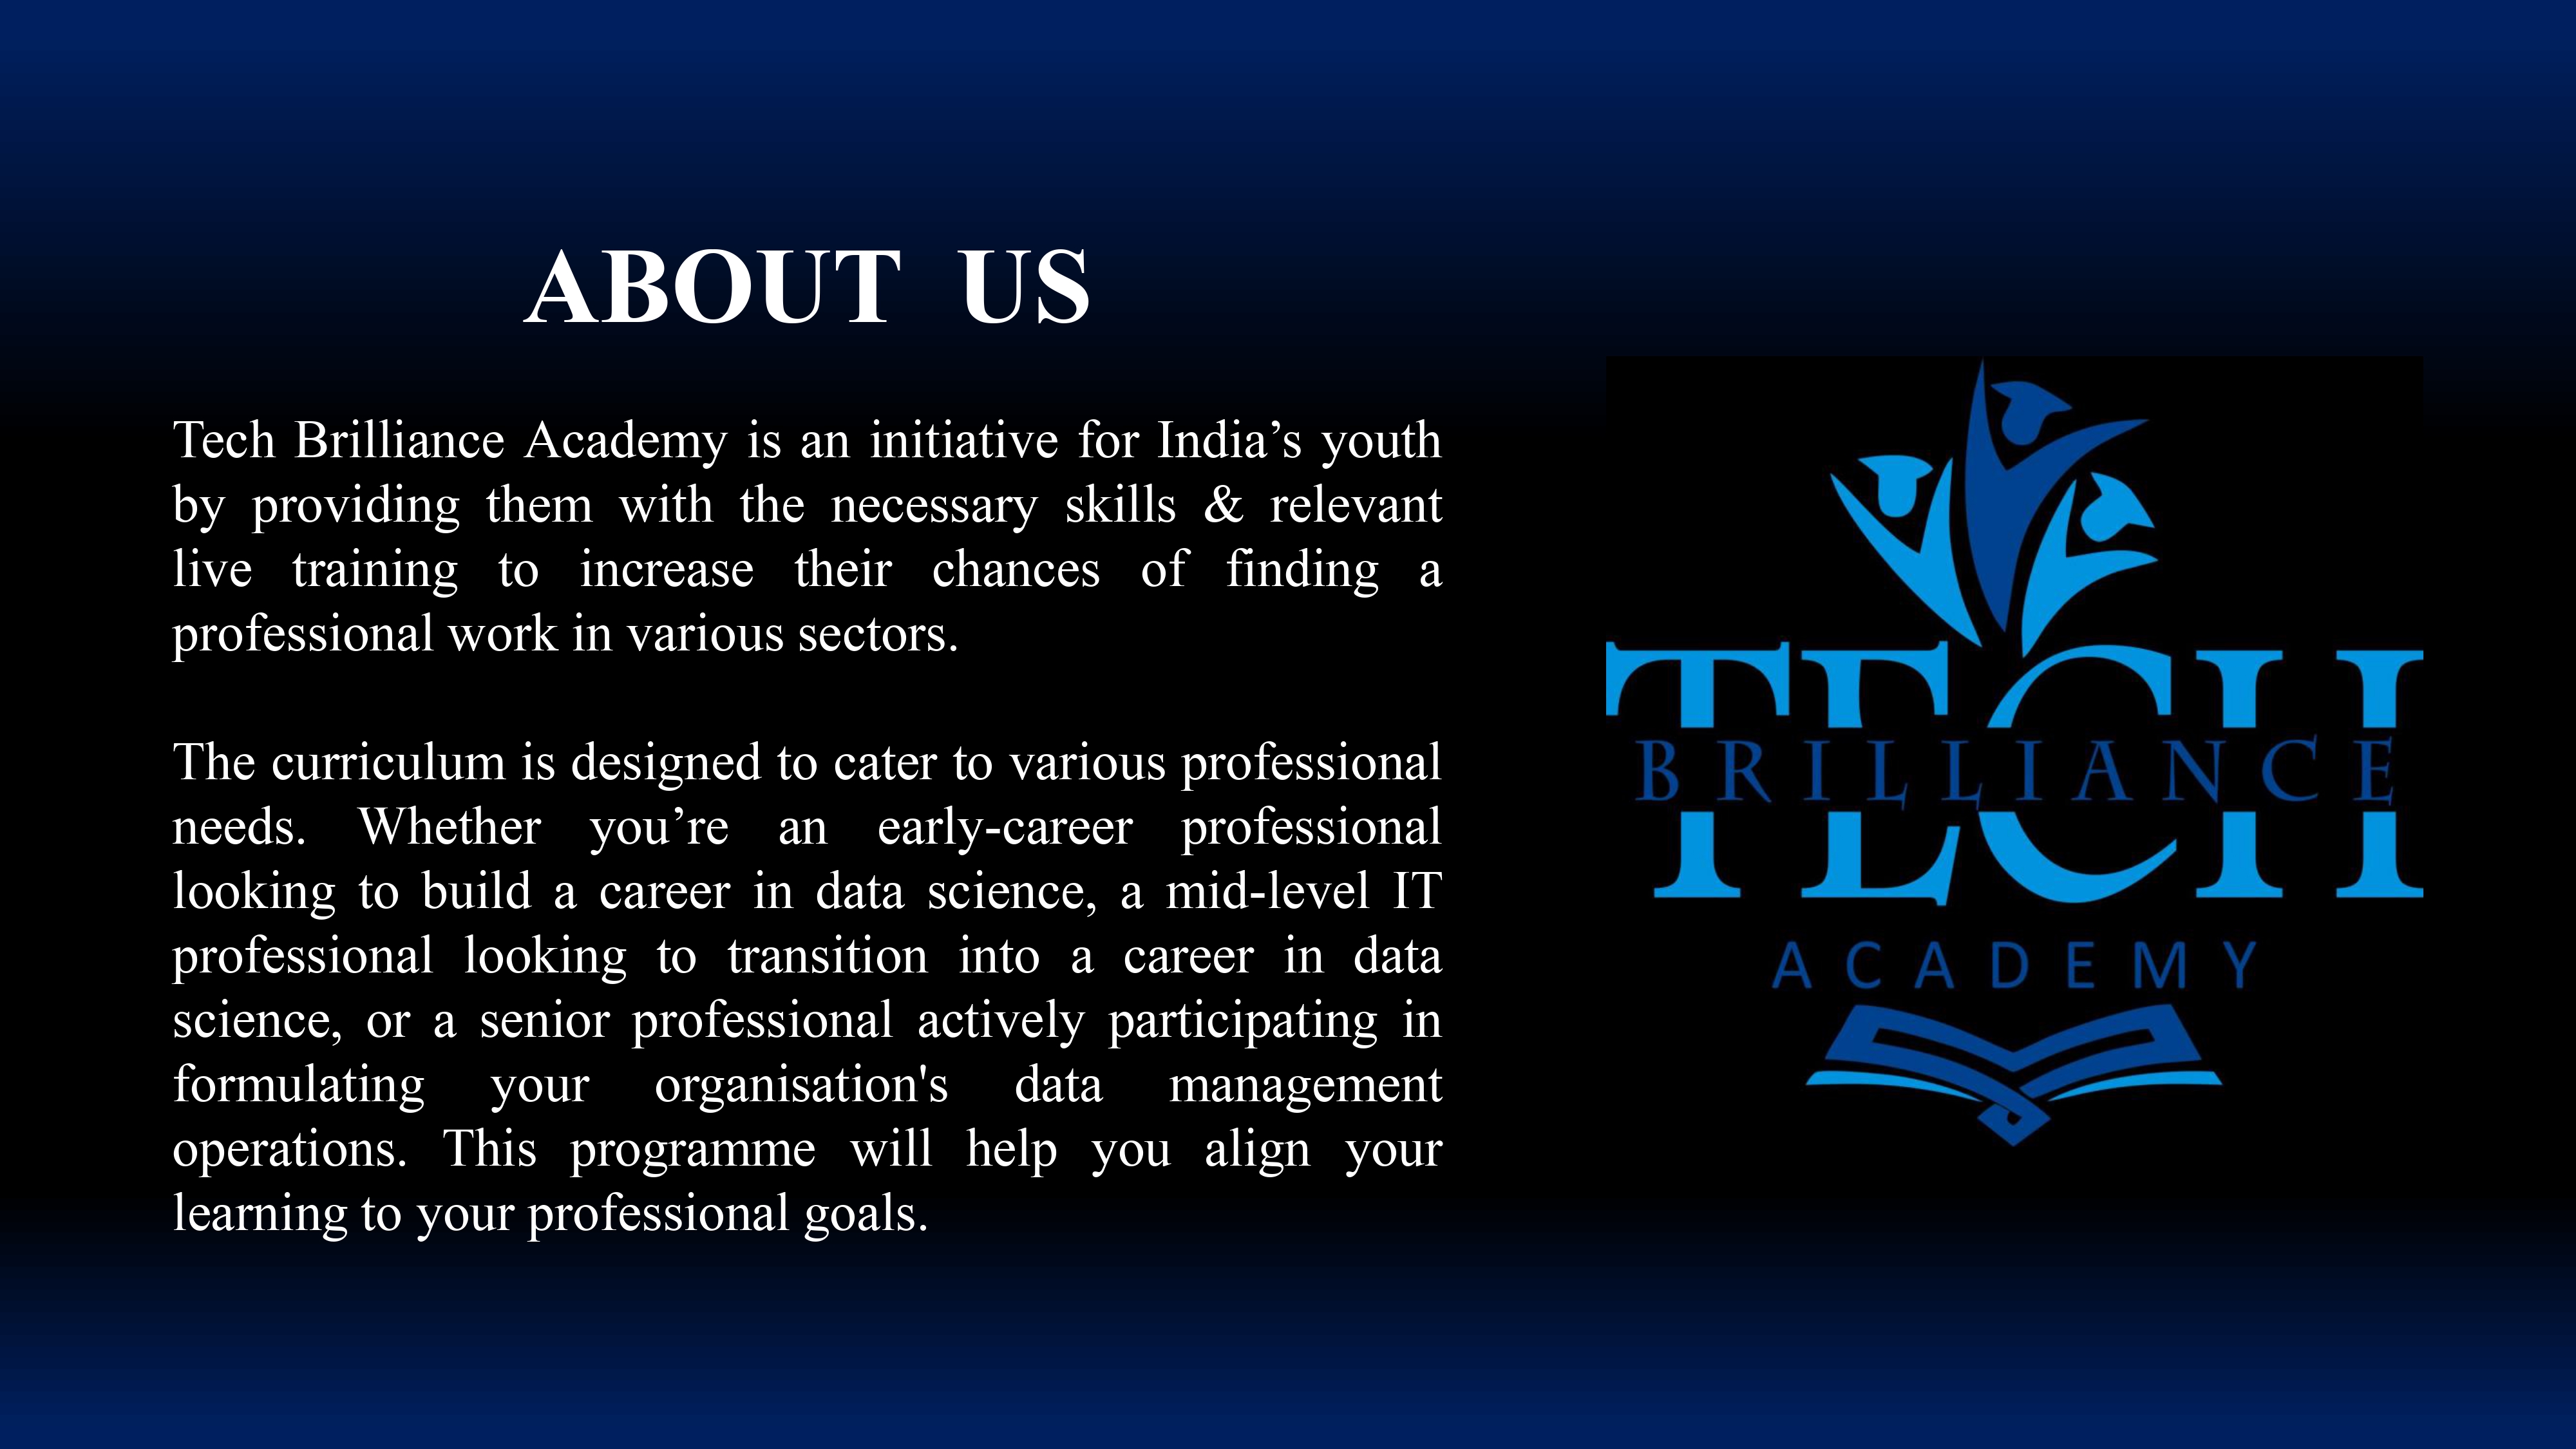 ABOUT US
Tech Brilliance Academy is an initiative for India’s youth
by providing them with the necessary skills & relevant
live training to increase their chances of finding a
professional work in various sectors.
The curriculum is designed to cater to various professional
needs. Whether you’re an early-career professional
looking to build a career in data science, a mid-level IT
professional looking to transition into a career in data
science, or a senior professional actively participating in
formulating your organisation's data management
operations. This programme will help you align your
learning to your professional goals.
TECH
BRILLIANCE
ACADEMY